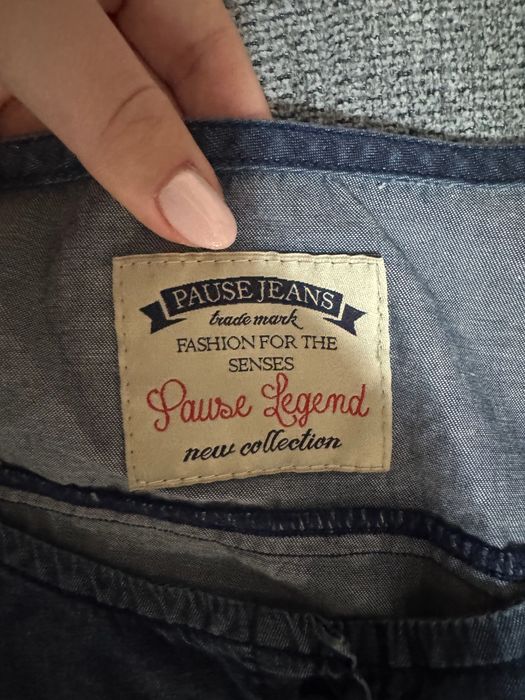 PAUSE JEANS
trade mark
FASHION FOR THE
SENSES
Pause Legend
new collection